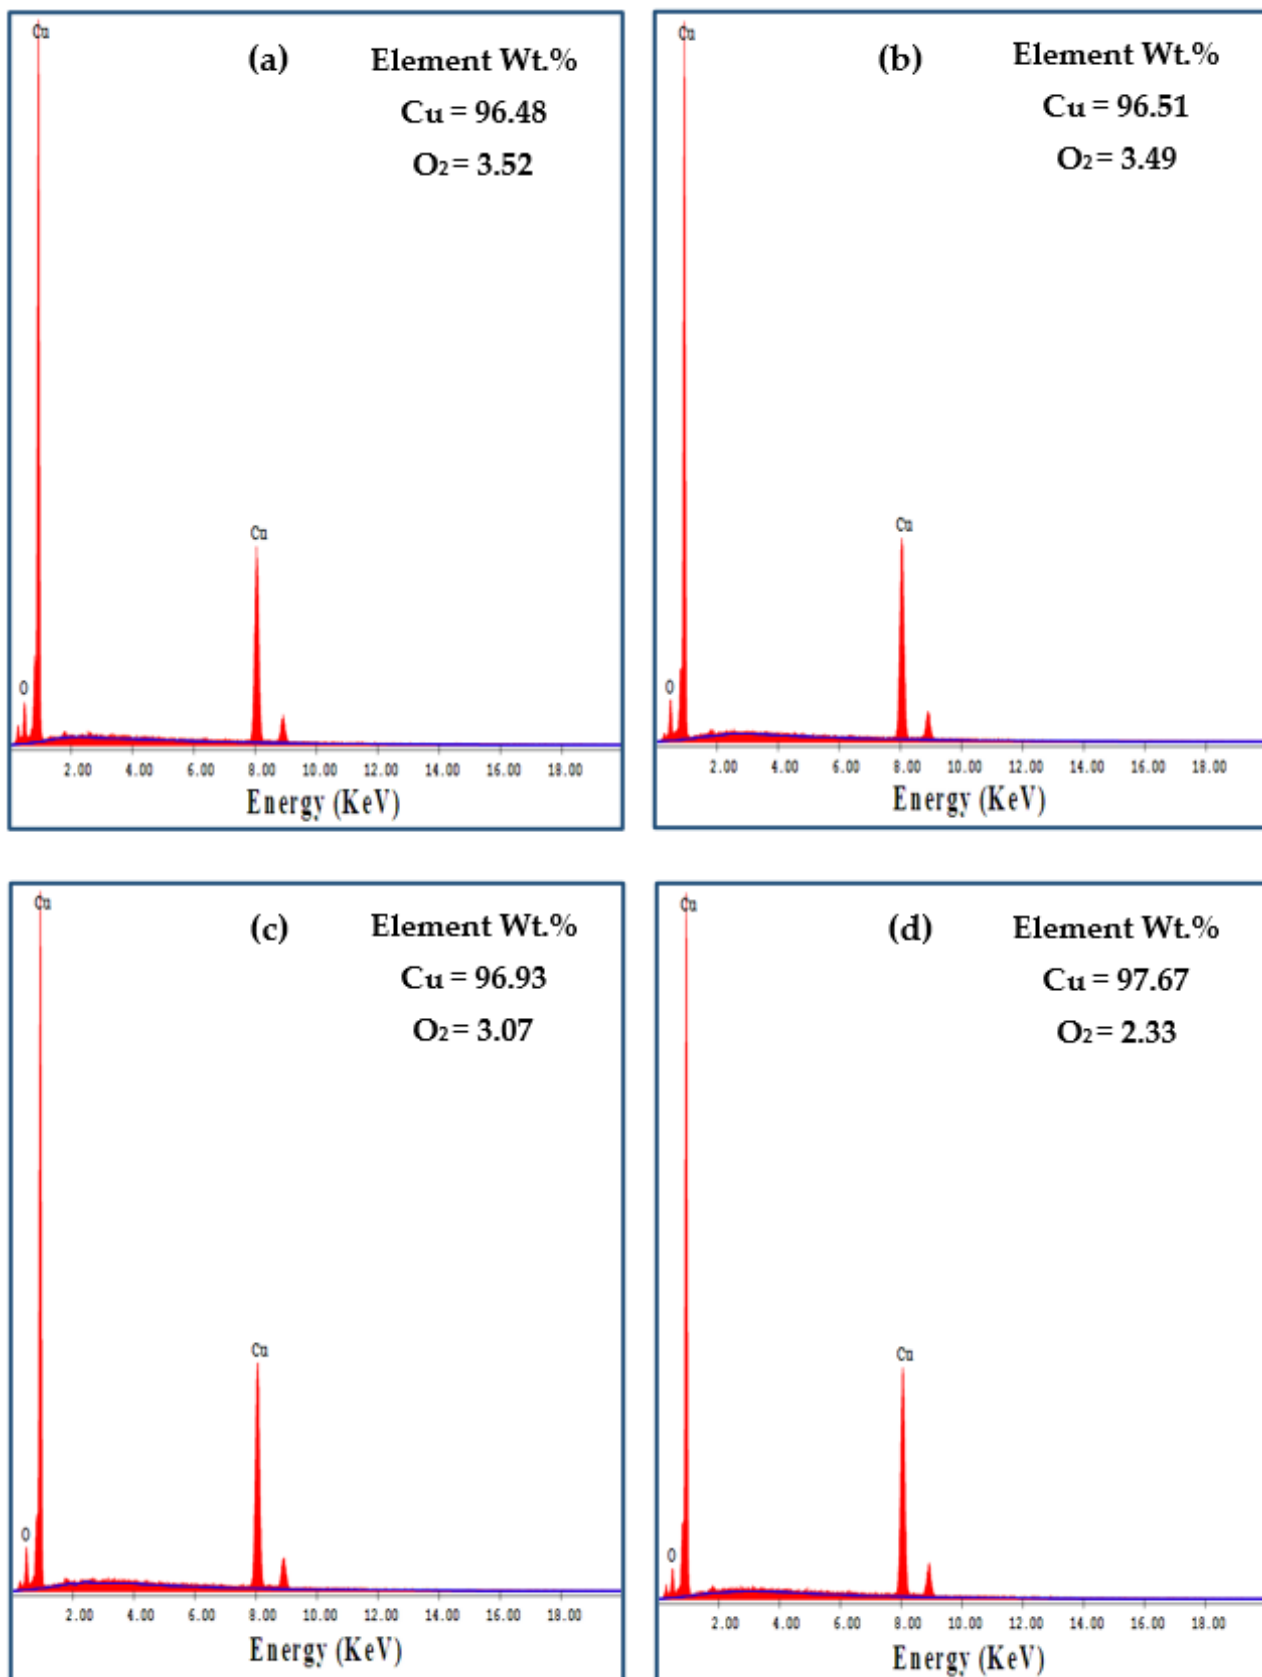 Cu
(a)
Element Wt.%
Cu = 96.48
O₂ = 3.52
Cu
O
2.00 4.00 6.00 8.00 10.00 12.00 14.00 16.00 18.00
Energy (KeV)
Cu
(b)
Element Wt.%
Cu = 96.51
O₂ = 3.49
Cu
O
2.00 4.00 6.00 8.00 10.00 12.00 14.00 16.00 18.00
Energy (KeV)
Cu
(c)
Element Wt.%
Cu = 96.93
O₂ = 3.07
Cu
O
2.00 4.00 6.00 8.00 10.00 12.00 14.00 16.00 18.00
Energy (KeV)
Cu
(d)
Element Wt.%
Cu = 97.67
O₂ = 2.33
Cu
O
2.00 4.00 6.00 8.00 10.00 12.00 14.00 16.00 18.00
Energy (KeV)